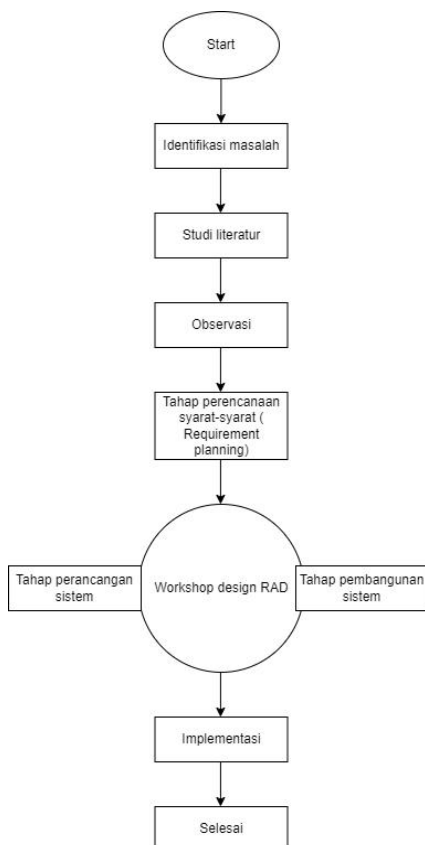 Start
Identifikasi masalah
Studi literatur
Observasi
Tahap perencanaan
syarat-syarat (
Requirement
planning)
Tahap perancangan
sistem
Workshop design RAD
Tahap pembangunan
sistem
Implementasi
Selesai